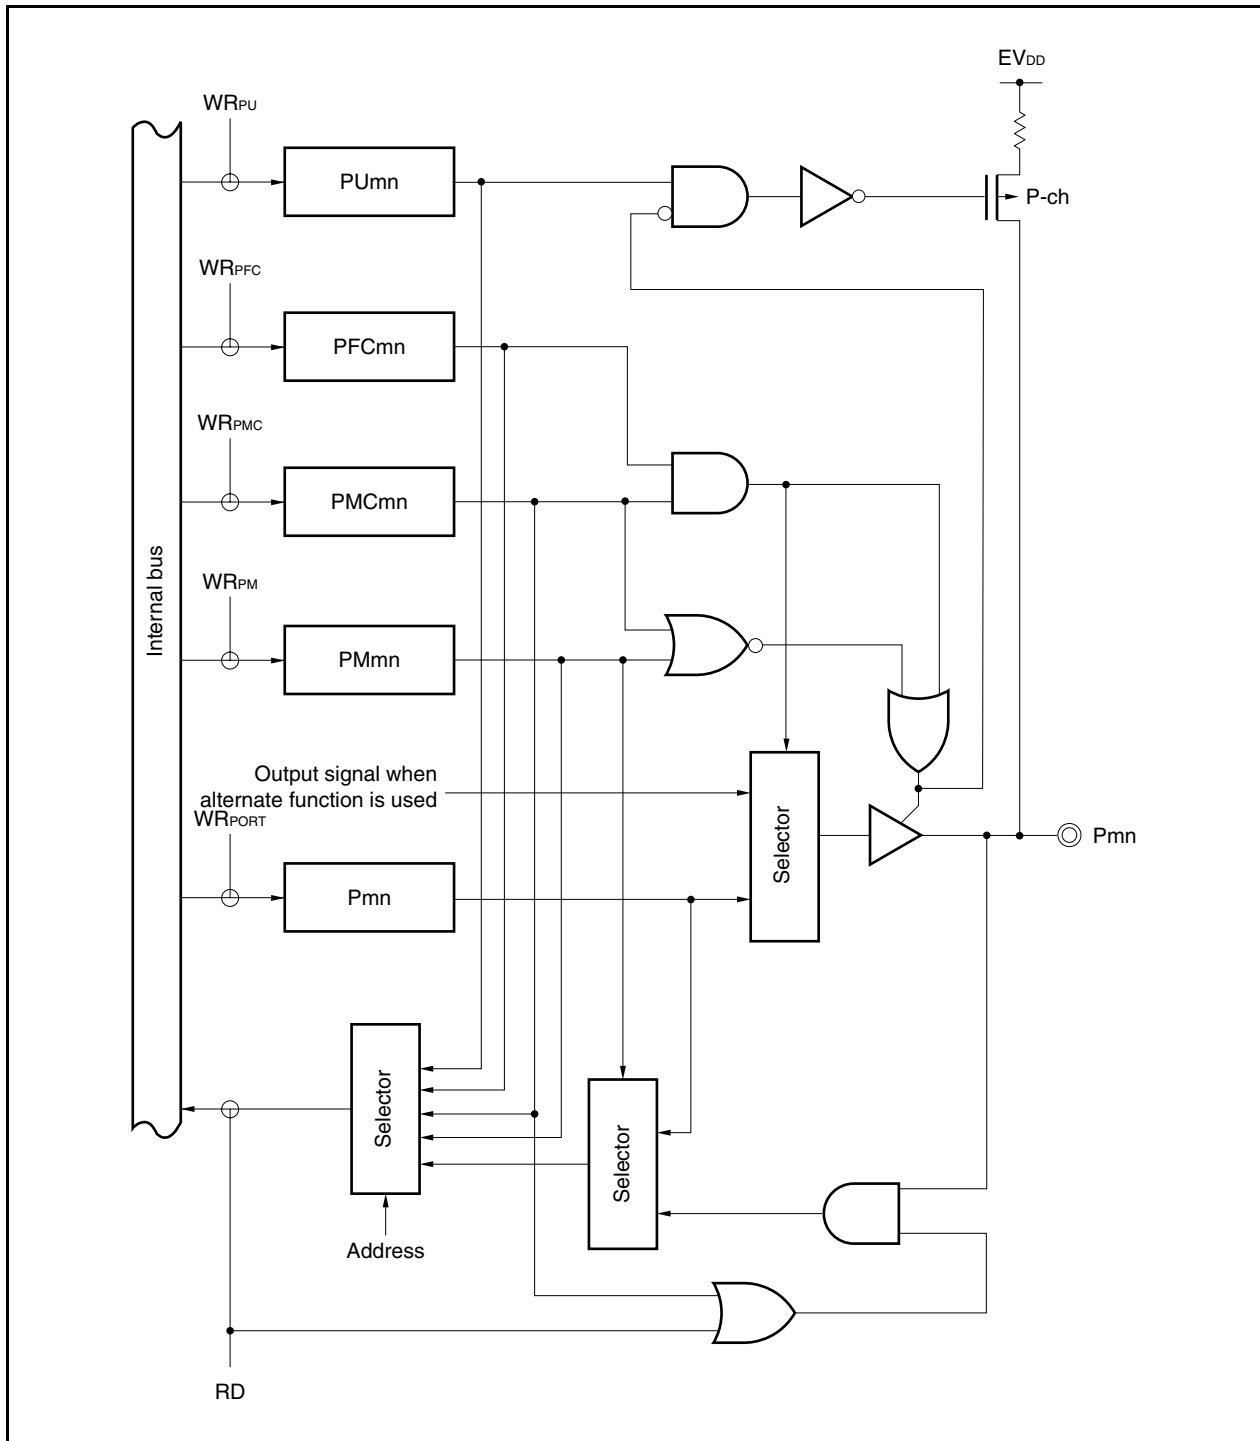 EVDD
WRPU
PUmn
P-ch
WRPFC
PFCmn
WRPMC
PMCmn
Internal bus
WRPM
PMmn
Output signal when
alternate function is used
WRPORT
Selector
Pmn
Pmn
Selector
Selector
Address
RD